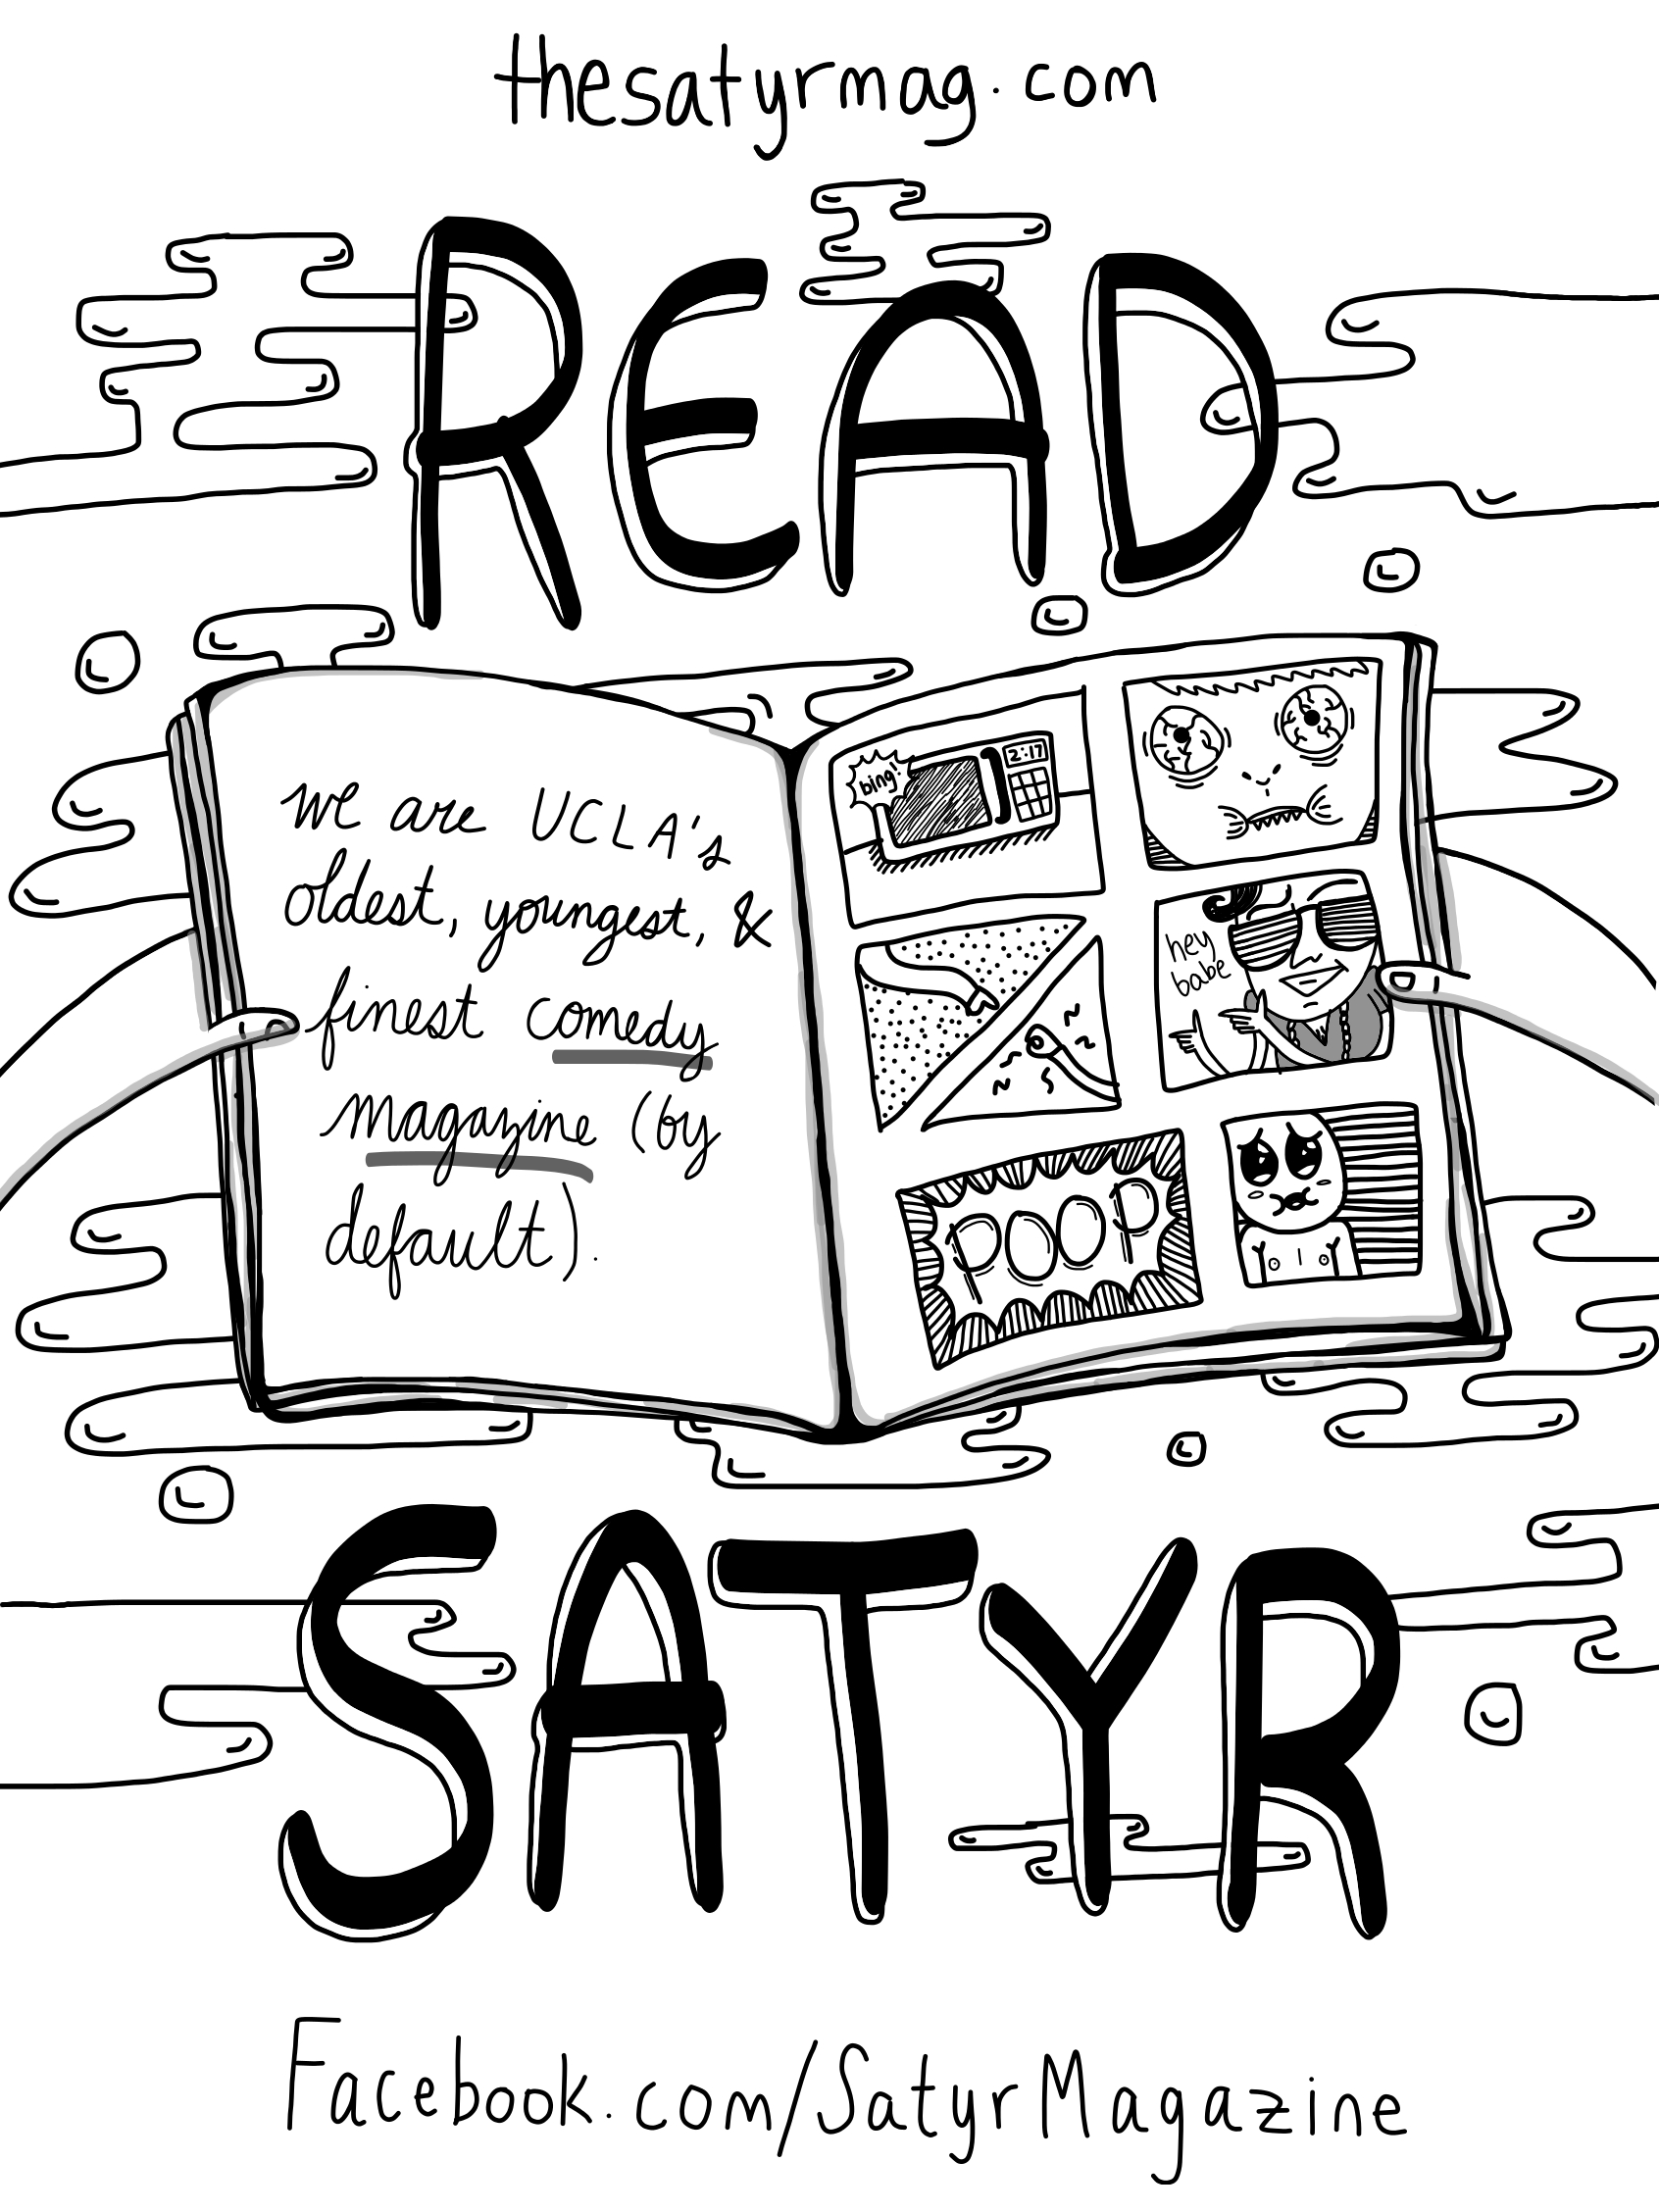 thesatyrmag.com
READ
we are UCLA's
oldest, youngest, &
finest comedy
magazine (by
default).
bing!
2:17
hey
babe
POOP
SATYR
Facebook.com/SatyrMagazine